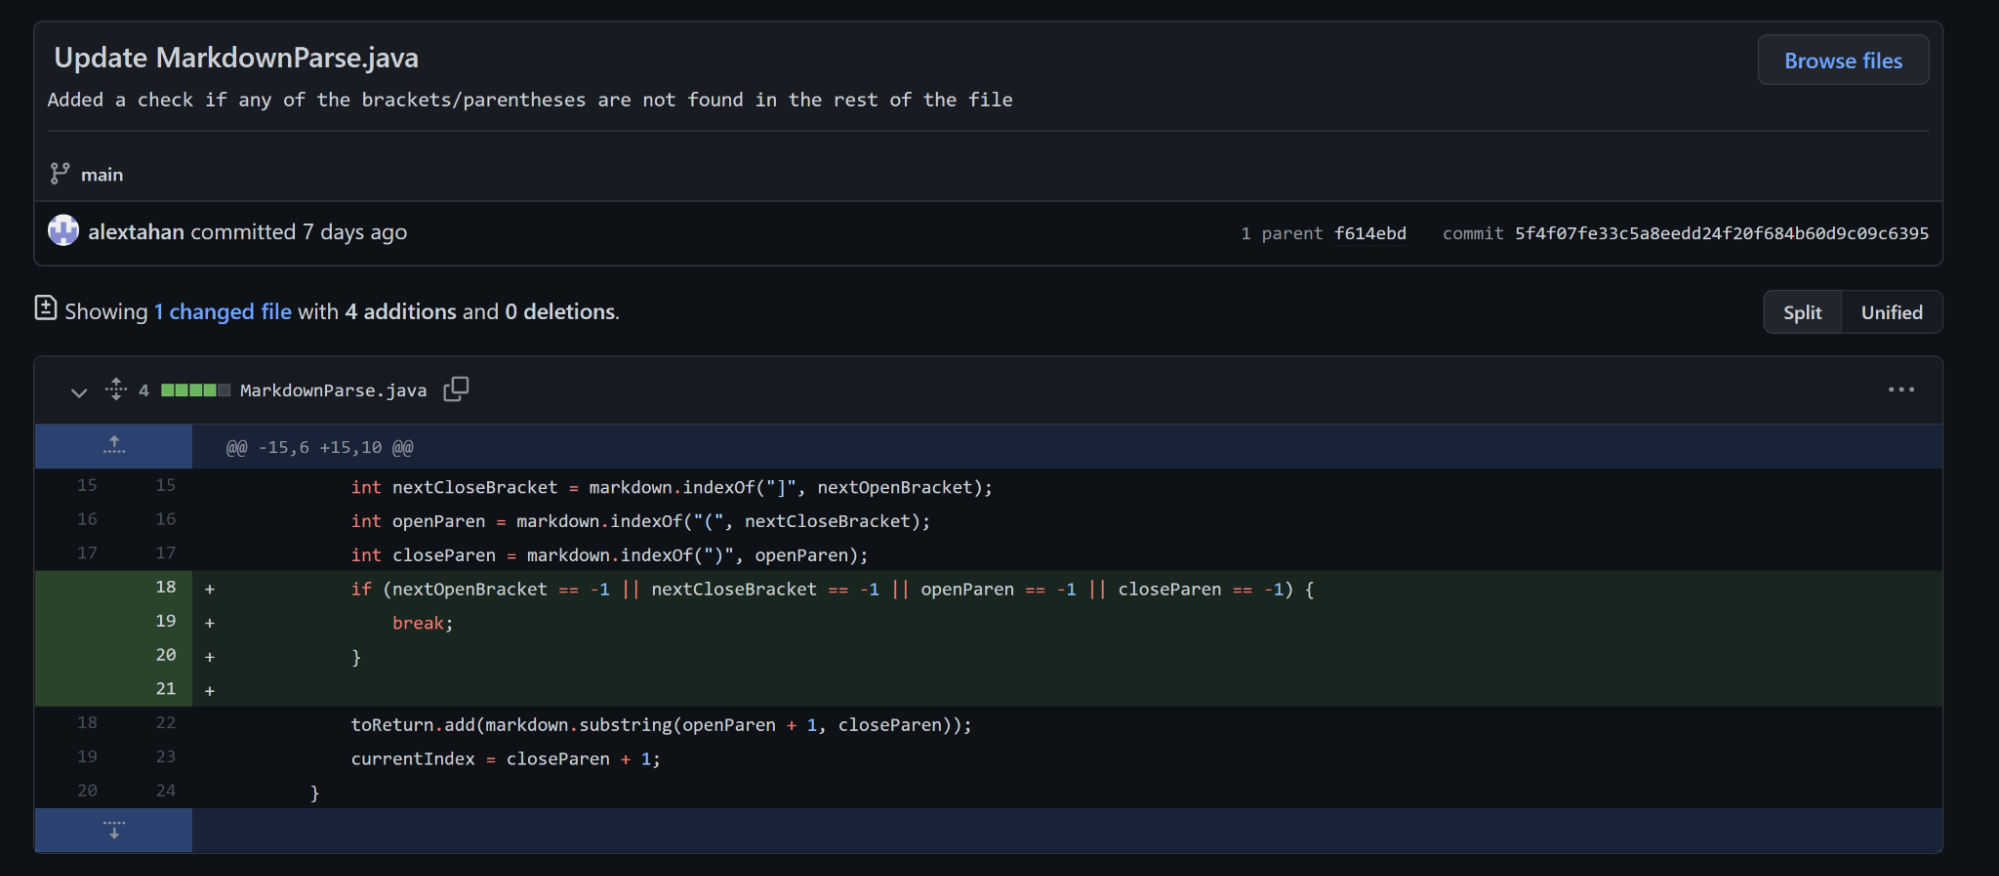 Update MarkdownParse.java
Browse files
Added a check if any of the brackets/parentheses are not found in the rest of the file
main
alextahan committed 7 days ago 1 parent f614ebd commit 5f4f07fe33c5a8eedd24f20f684b60d9c09c6395
Showing 1 changed file with 4 additions and 0 deletions. Split Unified
4 MarkdownParse.java
@@ -15,6 +15,10 @@
15 15 int nextCloseBracket = markdown.indexOf("]", nextOpenBracket);
16 16 int openParen = markdown.indexOf("(", nextCloseBracket);
17 17 int closeParen = markdown.indexOf(")", openParen);
18 + if (nextOpenBracket == -1 || nextCloseBracket == -1 || openParen == -1 || closeParen == -1) {
19 + break;
20 + }
21 +
18 22 toReturn.add(markdown.substring(openParen + 1, closeParen));
19 23 currentIndex = closeParen + 1;
20 24 }